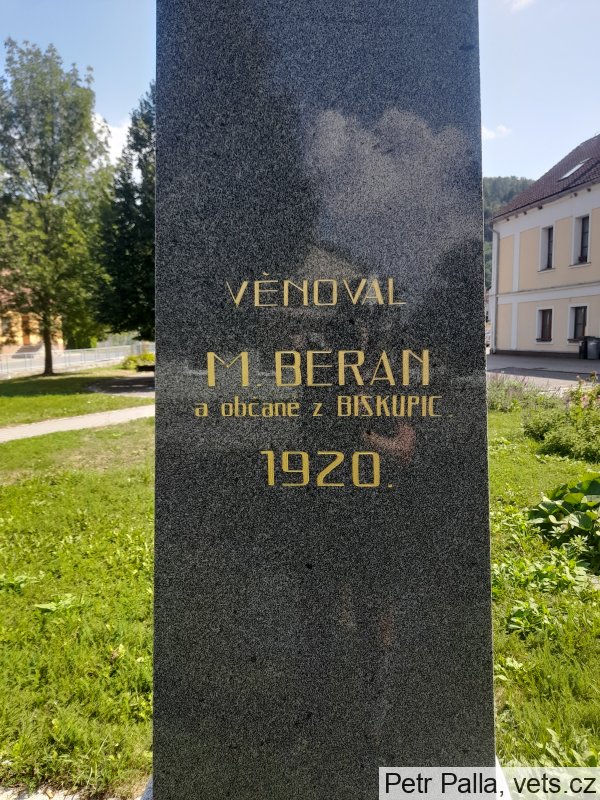 VĚNOVAL
M. BERAN
a občané z BISKUPIC.
1920.
Petr Palla, vets.cz